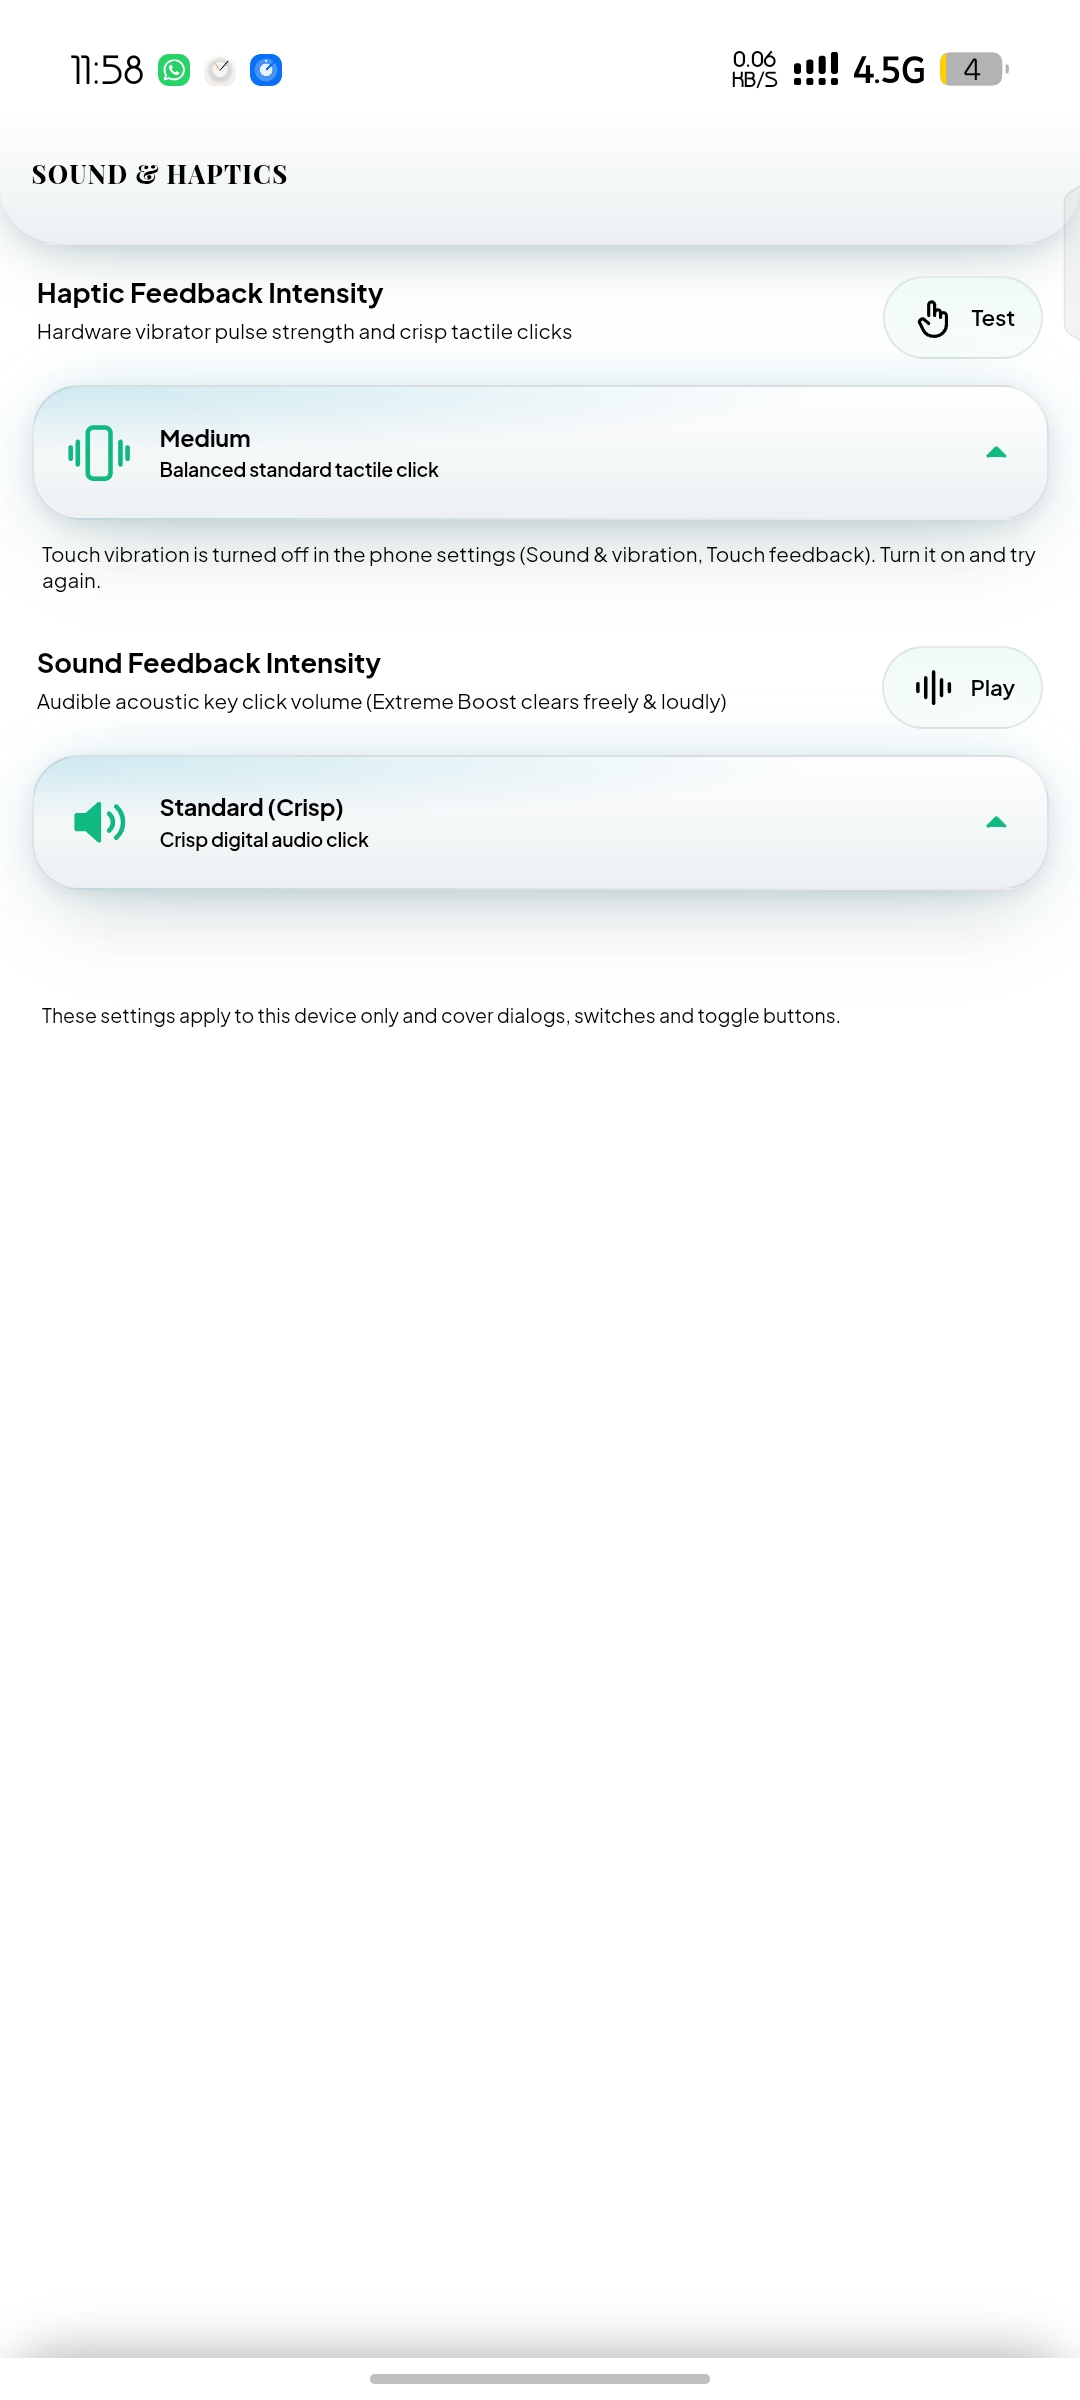 11:58
0.06
KB/S
4.5G
4
SOUND & HAPTICS
Haptic Feedback Intensity
Hardware vibrator pulse strength and crisp tactile clicks
Test
Medium
Balanced standard tactile click
Touch vibration is turned off in the phone settings (Sound & vibration, Touch feedback). Turn it on and try
again.
Sound Feedback Intensity
Audible acoustic key click volume (Extreme Boost clears freely & loudly)
Play
Standard (Crisp)
Crisp digital audio click
These settings apply to this device only and cover dialogs, switches and toggle buttons.